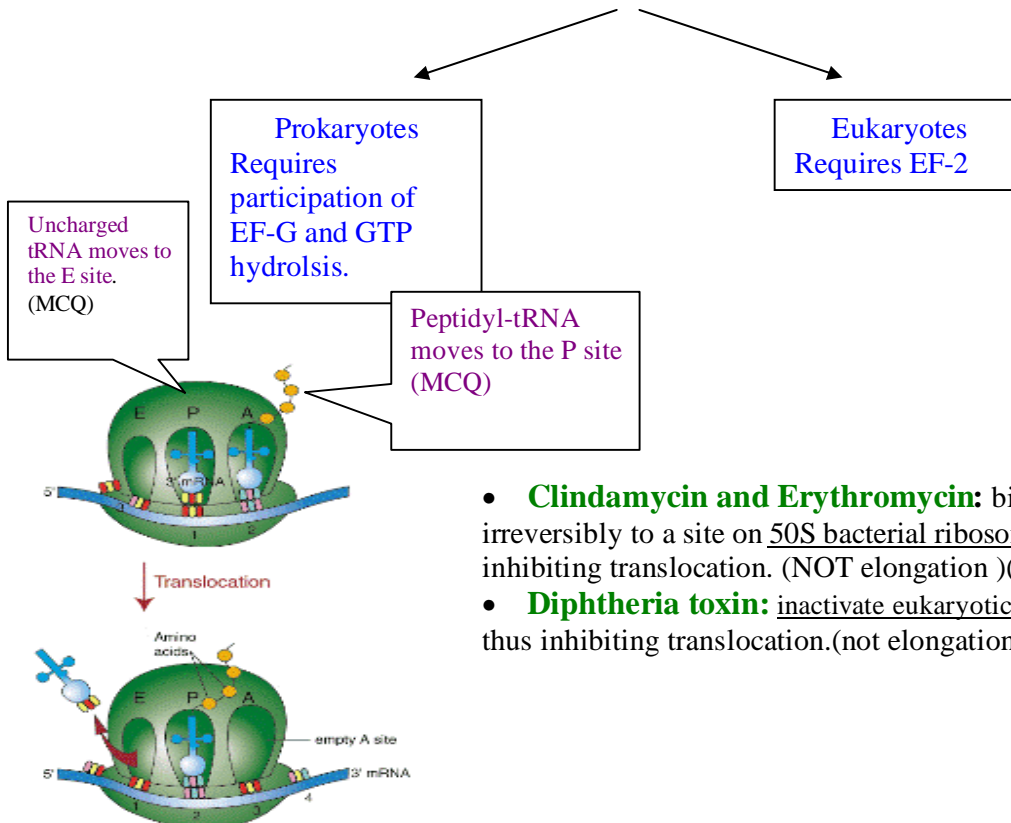 Prokaryotes
Requires
participation of
EF-G and GTP
hydrolsis.
Eukaryotes
Requires EF-2
Uncharged
tRNA moves to
the E site.
(MCQ)
Peptidyl-tRNA
moves to the P site
(MCQ)
E P A
3' mRNA
5'
3
1
2
• Clindamycin and Erythromycin: bi
irreversibly to a site on 50S bacterial riboso
inhibiting translocation. (NOT elongation )(
• Diphtheria toxin: inactivate eukaryotic
thus inhibiting translocation.(not elongation
Translocation
Amino
acids
E P A
empty A site
5'
3' mRNA
1
2
3
4